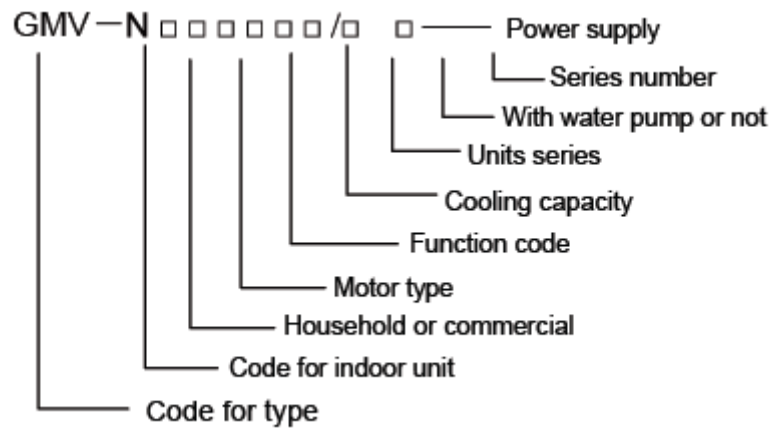 GMV－N□□□□□□/□ □ Power supply
Series number
With water pump or not
Units series
Cooling capacity
Function code
Motor type
Household or commercial
Code for indoor unit
Code for type